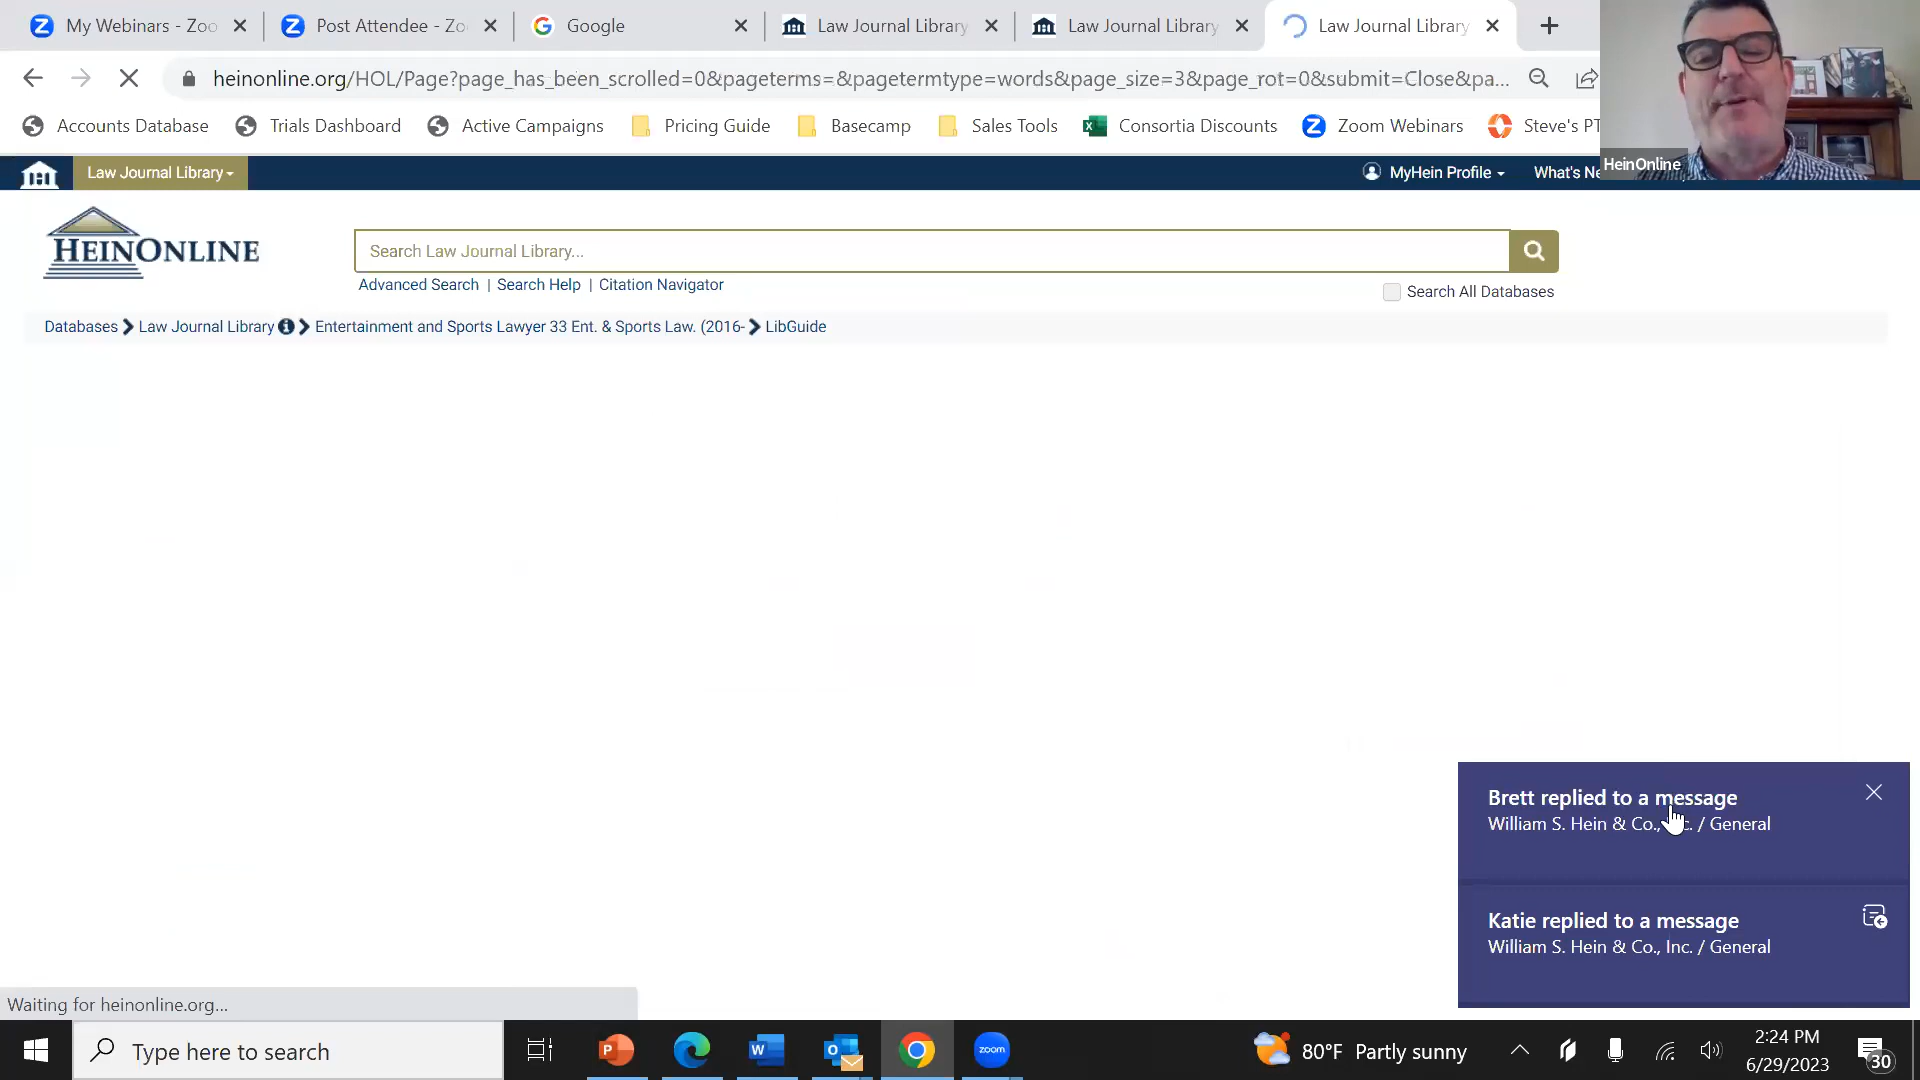 My Webinars - Zoo
Post Attendee - Zo
Google
Law Journal Library
Law Journal Library
Law Journal Library
heinonline.org/HOL/Page?page_has_been_scrolled=0&pageterms=&pagetermtype=words&page_size=3&page_rot=0&submit=Close&pa...
Accounts Database
Trials Dashboard
Active Campaigns
Pricing Guide
Basecamp
Sales Tools
Consortia Discounts
Zoom Webinars
Steve's PT
HeinOnline
Law Journal Library
MyHein Profile
What's Ne
HEINONLINE
Search Law Journal Library...
Advanced Search | Search Help | Citation Navigator
Search All Databases
Databases > Law Journal Library > Entertainment and Sports Lawyer 33 Ent. & Sports Law. (2016- > LibGuide
Brett replied to a message
William S. Hein & Co., Inc. / General
Katie replied to a message
William S. Hein & Co., Inc. / General
Waiting for heinonline.org...
Type here to search
zoom
80°F Partly sunny
2:24 PM
6/29/2023
30